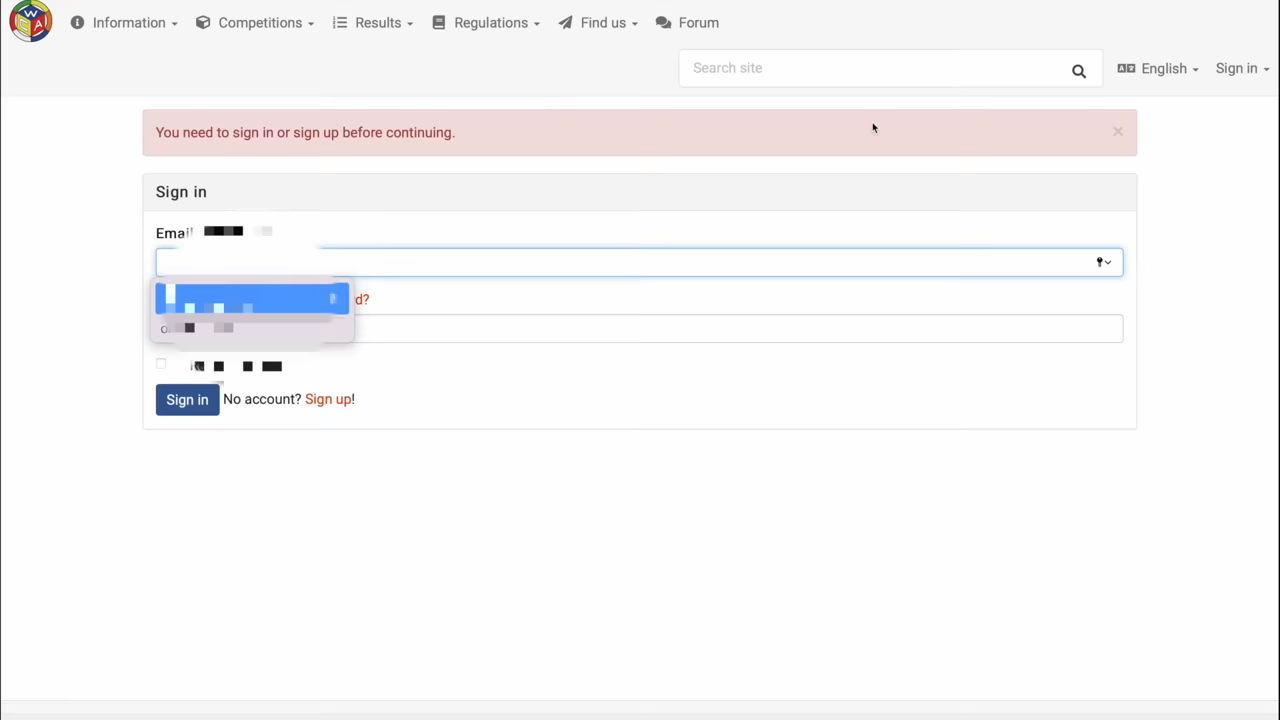 W
C A
Information
Competitions
Results
Regulations
Find us
Forum
Search site
English
Sign in
You need to sign in or sign up before continuing.
×
Sign in
Email
d?
Sign in No account? Sign up!